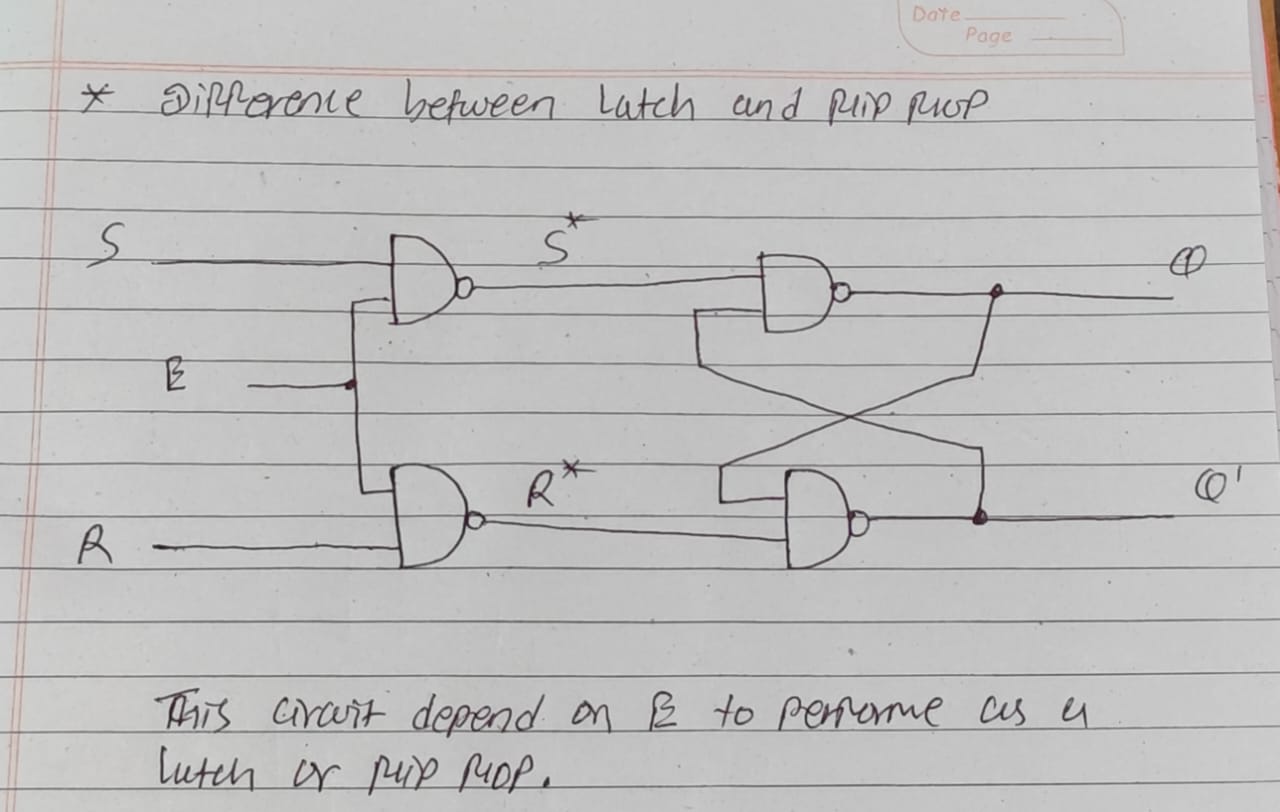 Date
Page
* Difference between Latch and Flip Flop
S
S*
Q
E
R*
Q'
R
This circuit depend on E to performe as a
latch or Flip Flop.